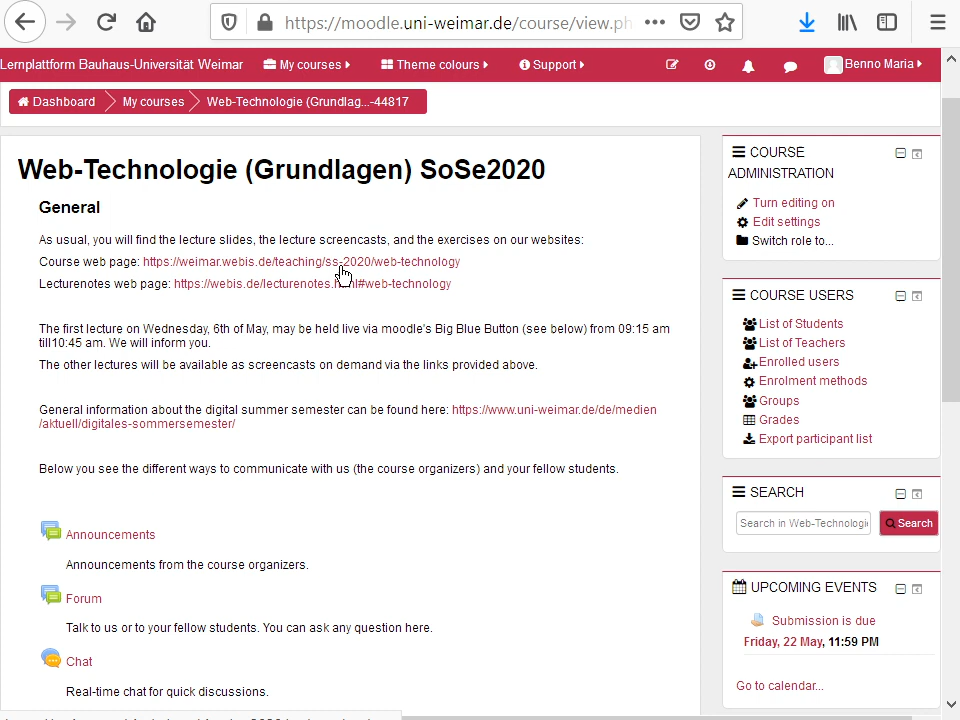 https://moodle.uni-weimar.de/course/view.ph
Lernplattform Bauhaus-Universität Weimar
My courses
Theme colours
Support
Benno Maria
Dashboard
My courses
Web-Technologie (Grundlag...-44817
Web-Technologie (Grundlagen) SoSe2020
General
As usual, you will find the lecture slides, the lecture screencasts, and the exercises on our websites:
Course web page: https://weimar.webis.de/teaching/ss-2020/web-technology
Lecturenotes web page: https://webis.de/lecturenotes.html#web-technology
The first lecture on Wednesday, 6th of May, may be held live via moodle's Big Blue Button (see below) from 09:15 am
till10:45 am. We will inform you.
The other lectures will be available as screencasts on demand via the links provided above.
General information about the digital summer semester can be found here: https://www.uni-weimar.de/de/medien
/aktuell/digitales-sommersemester/
Below you see the different ways to communicate with us (the course organizers) and your fellow students.
Announcements
Announcements from the course organizers.
Forum
Talk to us or to your fellow students. You can ask any question here.
Chat
Real-time chat for quick discussions.
COURSE
ADMINISTRATION
Turn editing on
Edit settings
Switch role to...
COURSE USERS
List of Students
List of Teachers
Enrolled users
Enrolment methods
Groups
Grades
Export participant list
SEARCH
Search in Web-Technologie
Search
UPCOMING EVENTS
Submission is due
Friday, 22 May, 11:59 PM
Go to calendar...